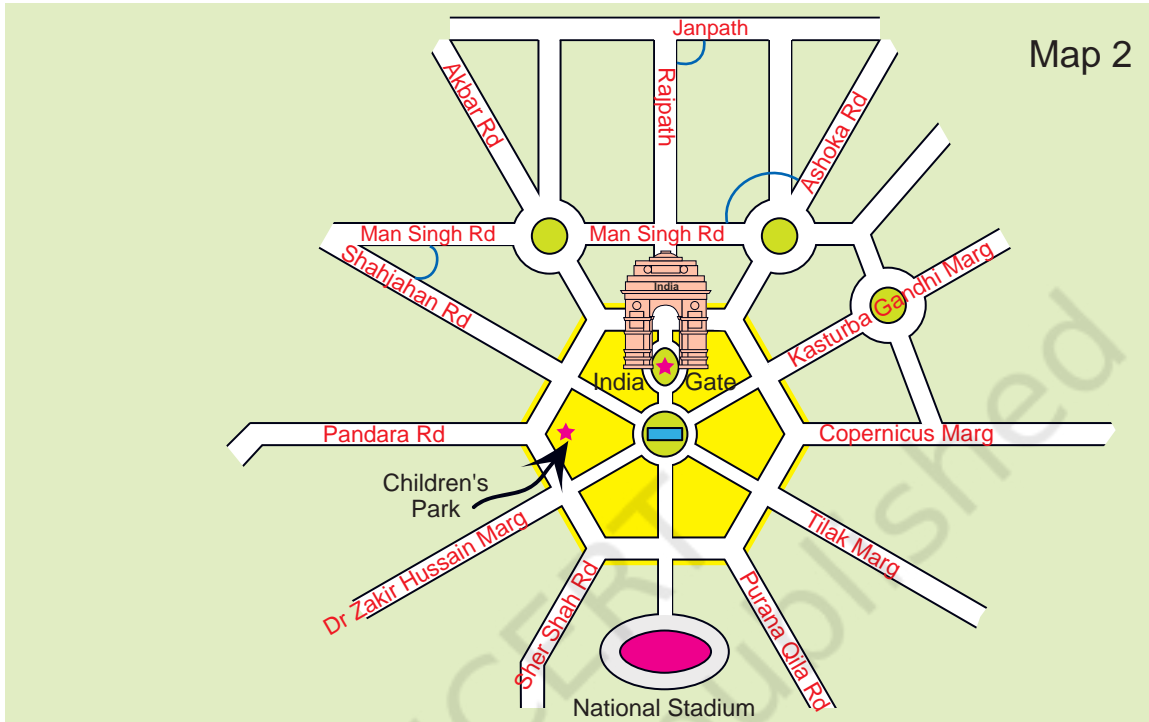 Janpath
Map 2
Akbar Rd
Rajpath
Ashoka Rd
Man Singh Rd
Man Singh Rd
Shahjahan Rd
India
Kasturba Gandhi Marg
India Gate
Pandara Rd
Copernicus Marg
Children's
Park
Dr Zakir Hussain Marg
Tilak Marg
Sher Shah Rd
Purana Qila Rd
National Stadium
NCERT
published